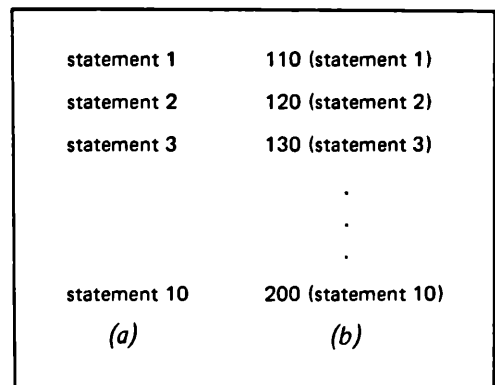 statement 1 110 (statement 1)
statement 2 120 (statement 2)
statement 3 130 (statement 3)
.
.
.
statement 10 200 (statement 10)
(a) (b)